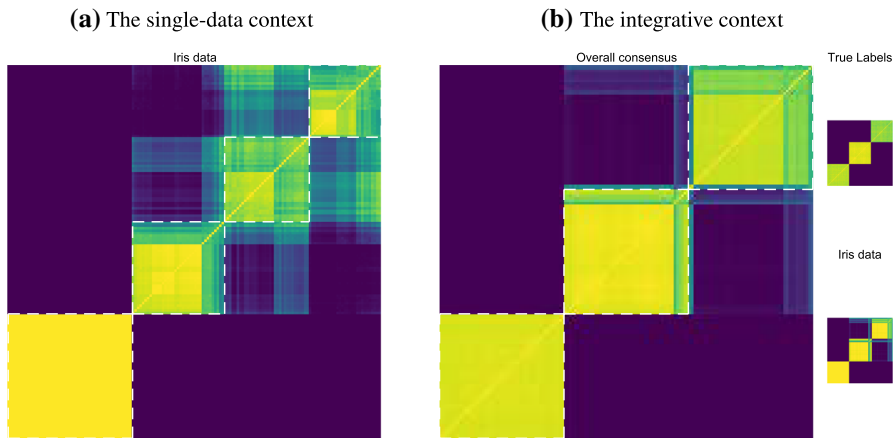 (a) The single-data context
Iris data
(b) The integrative context
Overall consensus
True Labels
Iris data